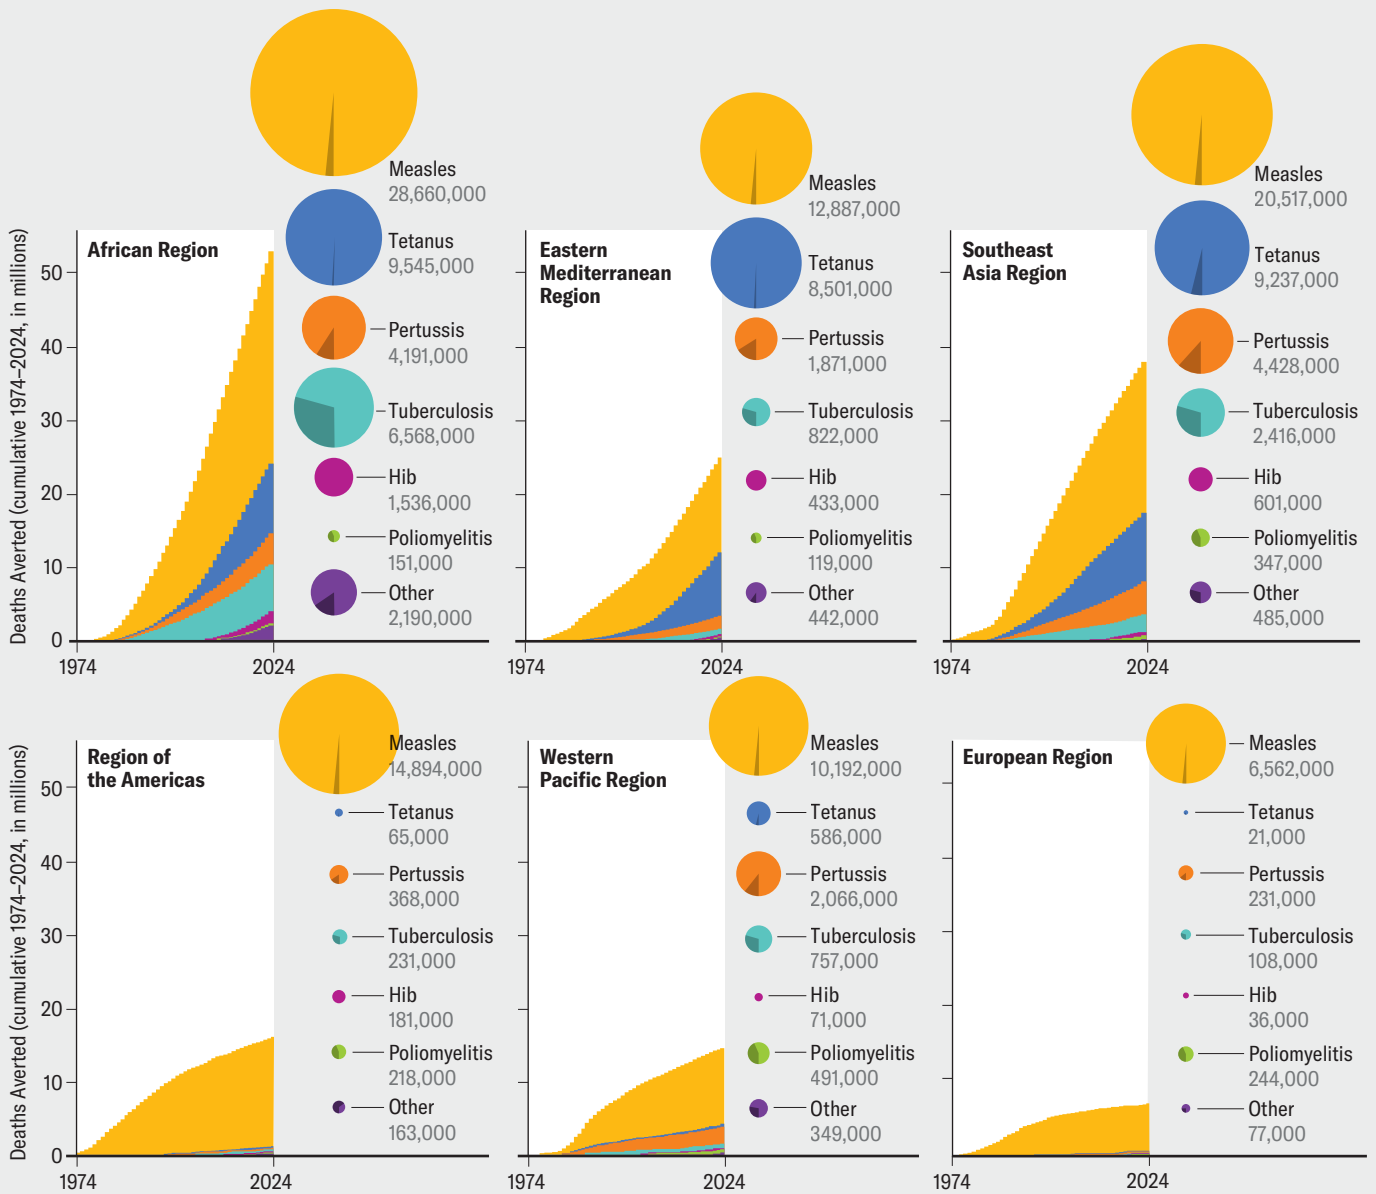 Deaths Averted (cumulative 1974–2024, in millions)
50
40
30
20
10
0
1974
2024
African Region
Measles
28,660,000
Tetanus
9,545,000
Pertussis
4,191,000
Tuberculosis
6,568,000
Hib
1,536,000
Poliomyelitis
151,000
Other
2,190,000
Eastern
Mediterranean
Region
1974
2024
Measles
12,887,000
Tetanus
8,501,000
Pertussis
1,871,000
Tuberculosis
822,000
Hib
433,000
Poliomyelitis
119,000
Other
442,000
Southeast
Asia Region
1974
2024
Measles
20,517,000
Tetanus
9,237,000
Pertussis
4,428,000
Tuberculosis
2,416,000
Hib
601,000
Poliomyelitis
347,000
Other
485,000
Deaths Averted (cumulative 1974–2024, in millions)
50
40
30
20
10
0
1974
2024
Region of
the Americas
Measles
14,894,000
Tetanus
65,000
Pertussis
368,000
Tuberculosis
231,000
Hib
181,000
Poliomyelitis
218,000
Other
163,000
Western
Pacific Region
1974
2024
Measles
10,192,000
Tetanus
586,000
Pertussis
2,066,000
Tuberculosis
757,000
Hib
71,000
Poliomyelitis
491,000
Other
349,000
European Region
1974
2024
Measles
6,562,000
Tetanus
21,000
Pertussis
231,000
Tuberculosis
108,000
Hib
36,000
Poliomyelitis
244,000
Other
77,000